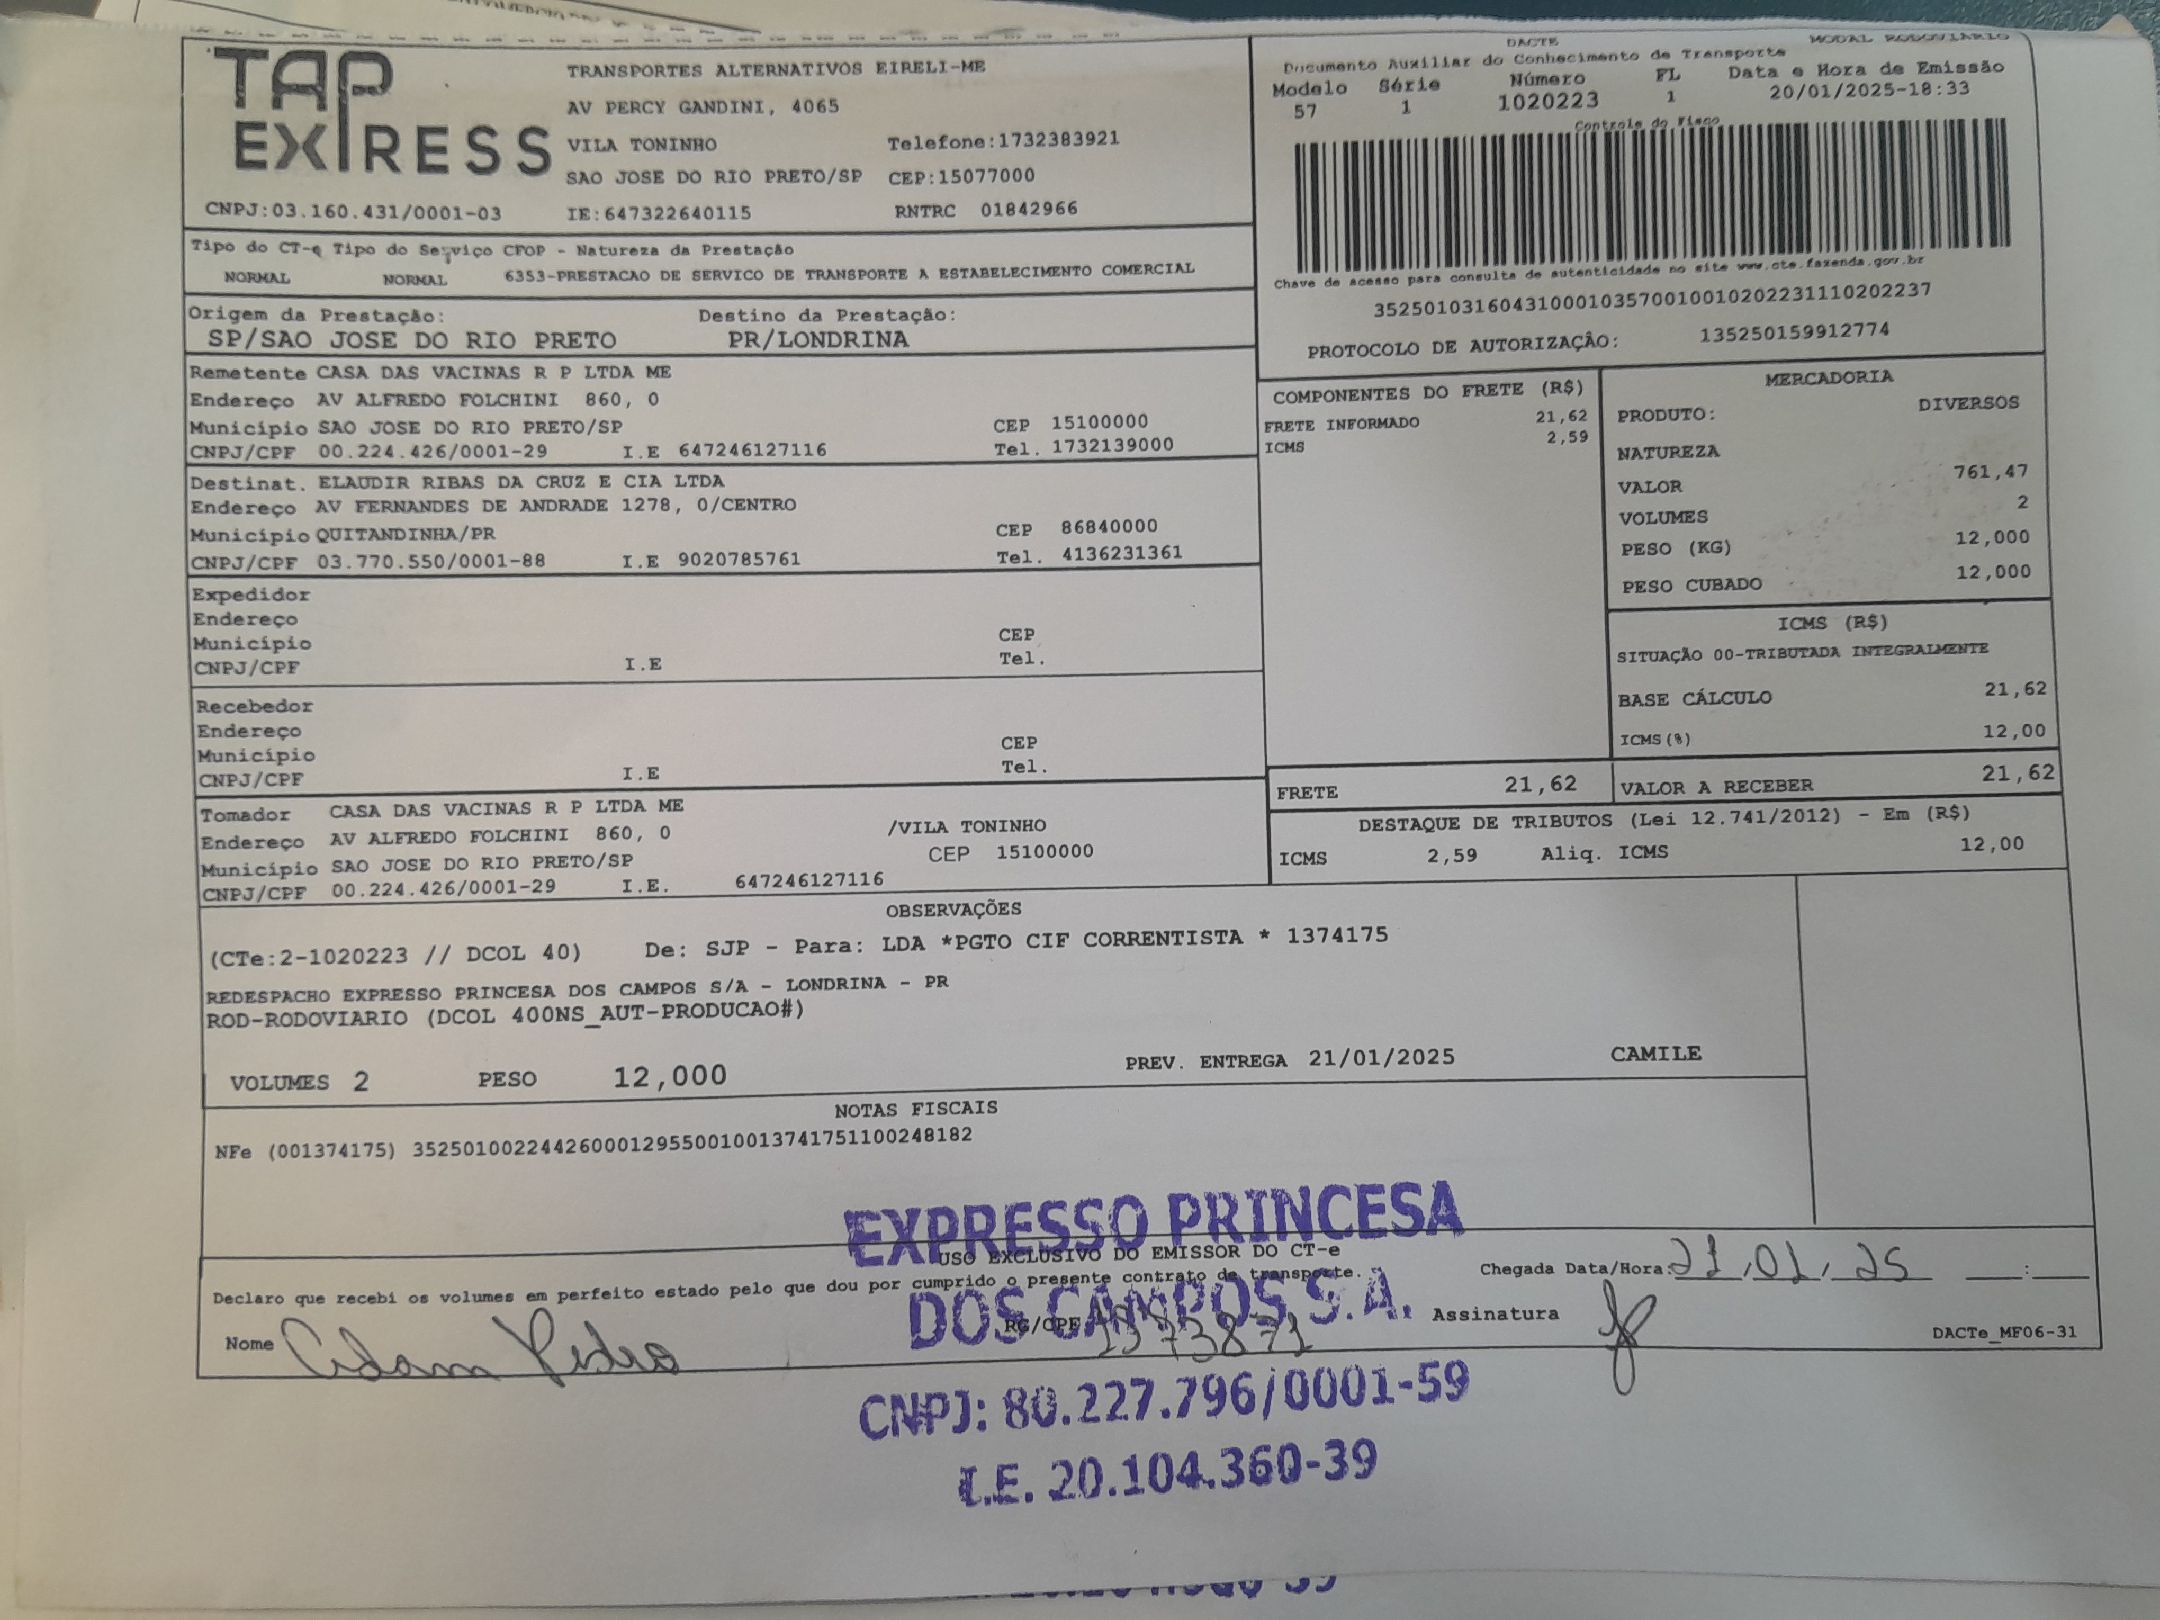 TAP EXPRESS
TRANSPORTES ALTERNATIVOS EIRELI-ME
AV PERCY GANDINI, 4065
VILA TONINHO Telefone:1732383921
SAO JOSE DO RIO PRETO/SP CEP:15077000
CNPJ:03.160.431/0001-03 IE:647322640115 RNTRC 01842966
DACTE MODAL RODOVIARIO
Documento Auxiliar do Conhecimento de Transporte
Modelo Série Número FL Data e Hora de Emissão
57 1 1020223 1 20/01/2025-18:33
Controle do Fisco
Chave de acesso para consulta de autenticidade no site www.cte.fazenda.gov.br
35250103160431000103570010010202231110202237
PROTOCOLO DE AUTORIZAÇÂO: 135250159912774
Tipo do CT-e Tipo do Serviço CFOP - Natureza da Prestação
NORMAL NORMAL 6353-PRESTACAO DE SERVICO DE TRANSPORTE A ESTABELECIMENTO COMERCIAL
Origem da Prestação: Destino da Prestação:
SP/SAO JOSE DO RIO PRETO PR/LONDRINA
Remetente CASA DAS VACINAS R P LTDA ME
Endereço AV ALFREDO FOLCHINI 860, 0
Município SAO JOSE DO RIO PRETO/SP CEP 15100000
CNPJ/CPF 00.224.426/0001-29 I.E 647246127116 Tel. 1732139000
Destinat. ELAUDIR RIBAS DA CRUZ E CIA LTDA
Endereço AV FERNANDES DE ANDRADE 1278, 0/CENTRO
Município QUITANDINHA/PR CEP 86840000
CNPJ/CPF 03.770.550/0001-88 I.E 9020785761 Tel. 4136231361
Expedidor
Endereço
Município CEP
CNPJ/CPF I.E Tel.
Recebedor
Endereço
Município CEP
CNPJ/CPF I.E Tel.
Tomador CASA DAS VACINAS R P LTDA ME
Endereço AV ALFREDO FOLCHINI 860, 0 /VILA TONINHO
Município SAO JOSE DO RIO PRETO/SP CEP 15100000
CNPJ/CPF 00.224.426/0001-29 I.E. 647246127116
COMPONENTES DO FRETE (R$)
FRETE INFORMADO 21,62
ICMS 2,59
MERCADORIA
PRODUTO: DIVERSOS
NATUREZA
VALOR 761,47
VOLUMES 2
PESO (KG) 12,000
PESO CUBADO 12,000
ICMS (R$)
SITUAÇÃO 00-TRIBUTADA INTEGRALMENTE
BASE CÁLCULO 21,62
ICMS(%) 12,00
FRETE 21,62 VALOR A RECEBER 21,62
DESTAQUE DE TRIBUTOS (Lei 12.741/2012) - Em (R$)
ICMS 2,59 Aliq. ICMS 12,00
OBSERVAÇÕES
(CTe:2-1020223 // DCOL 40) De: SJP - Para: LDA *PGTO CIF CORRENTISTA * 1374175
REDESPACHO EXPRESSO PRINCESA DOS CAMPOS S/A - LONDRINA - PR
ROD-RODOVIARIO (DCOL 400NS_AUT-PRODUCAO#)
VOLUMES 2 PESO 12,000 PREV. ENTREGA 21/01/2025 CAMILE
NOTAS FISCAIS
NFe (001374175) 35250100224426000129550010013741751100248182
USO EXCLUSIVO DO EMISSOR DO CT-e
Declaro que recebi os volumes em perfeito estado pelo que dou por cumprido o presente contrato de transporte. Chegada Data/Hora: 21/01/25 :
Nome Adam Pedro RG/CPF Assinatura DACTe_MF06-31
EXPRESSO PRINCESA
DOS CAMPOS S.A.
CNPJ: 80.227.796/0001-59
I.E. 20.104.360-39